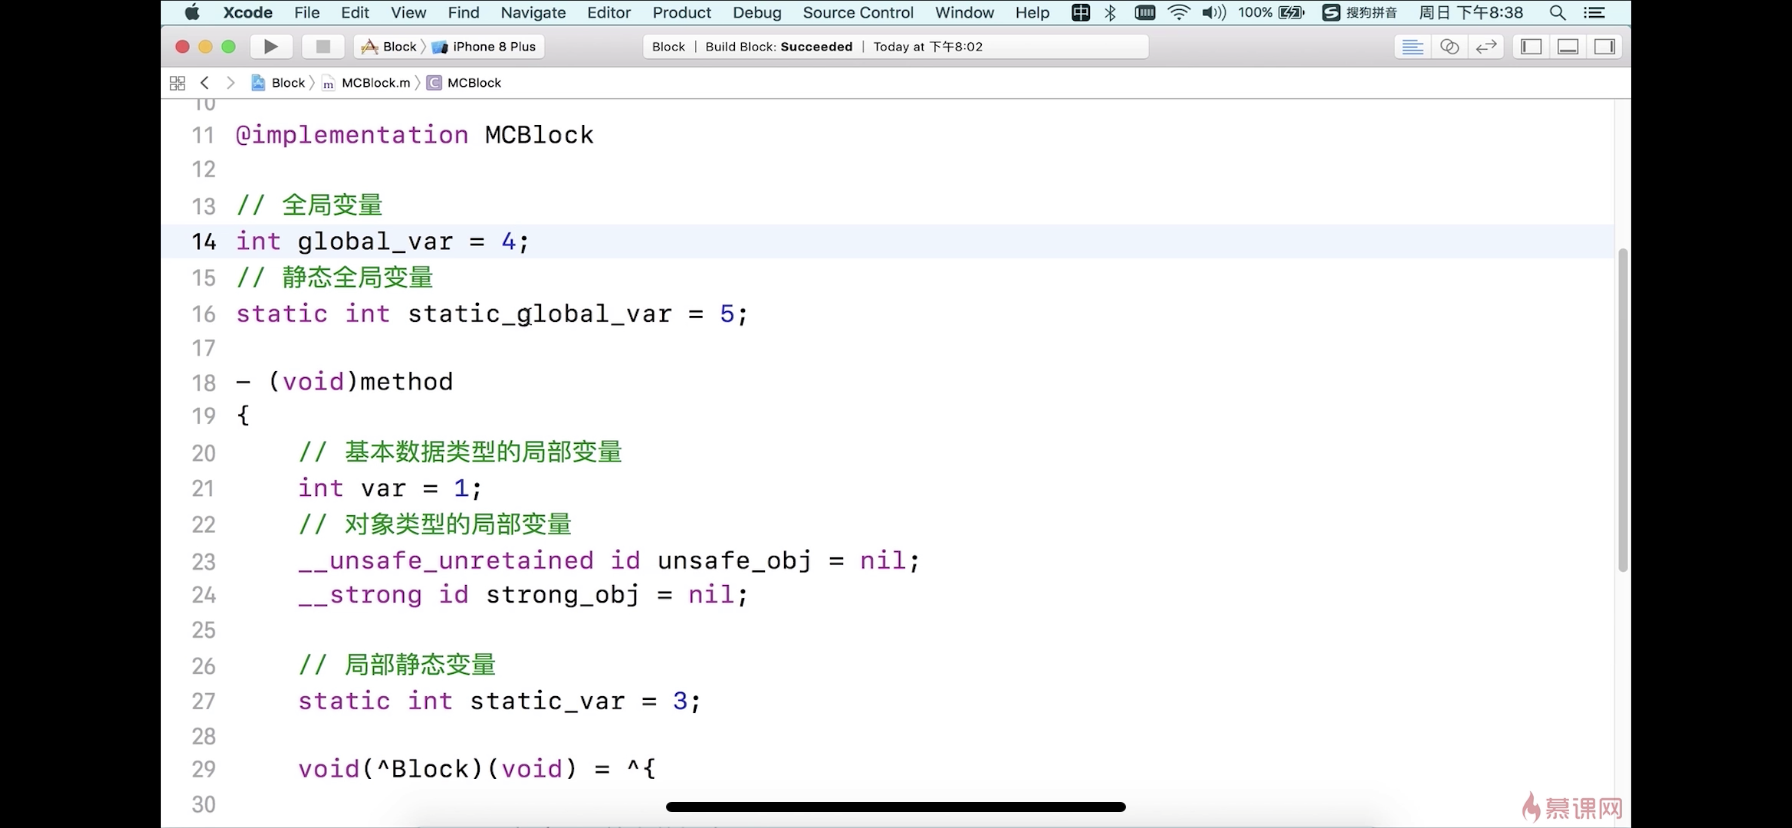 Xcode File Edit View Find Navigate Editor Product Debug Source Control Window Help 中 100% S 搜狗拼音 周日 下午8:38
Block iPhone 8 Plus Block | Build Block: Succeeded | Today at 下午8:02
Block m MCBlock.m C MCBlock
10
11 @implementation MCBlock
12
13 // 全局变量
14 int global_var = 4;
15 // 静态全局变量
16 static int static_global_var = 5;
17
18 - (void)method
19 {
20 // 基本数据类型的局部变量
21 int var = 1;
22 // 对象类型的局部变量
23 __unsafe_unretained id unsafe_obj = nil;
24 __strong id strong_obj = nil;
25
26 // 局部静态变量
27 static int static_var = 3;
28
29 void(^Block)(void) = ^{
30
慕课网